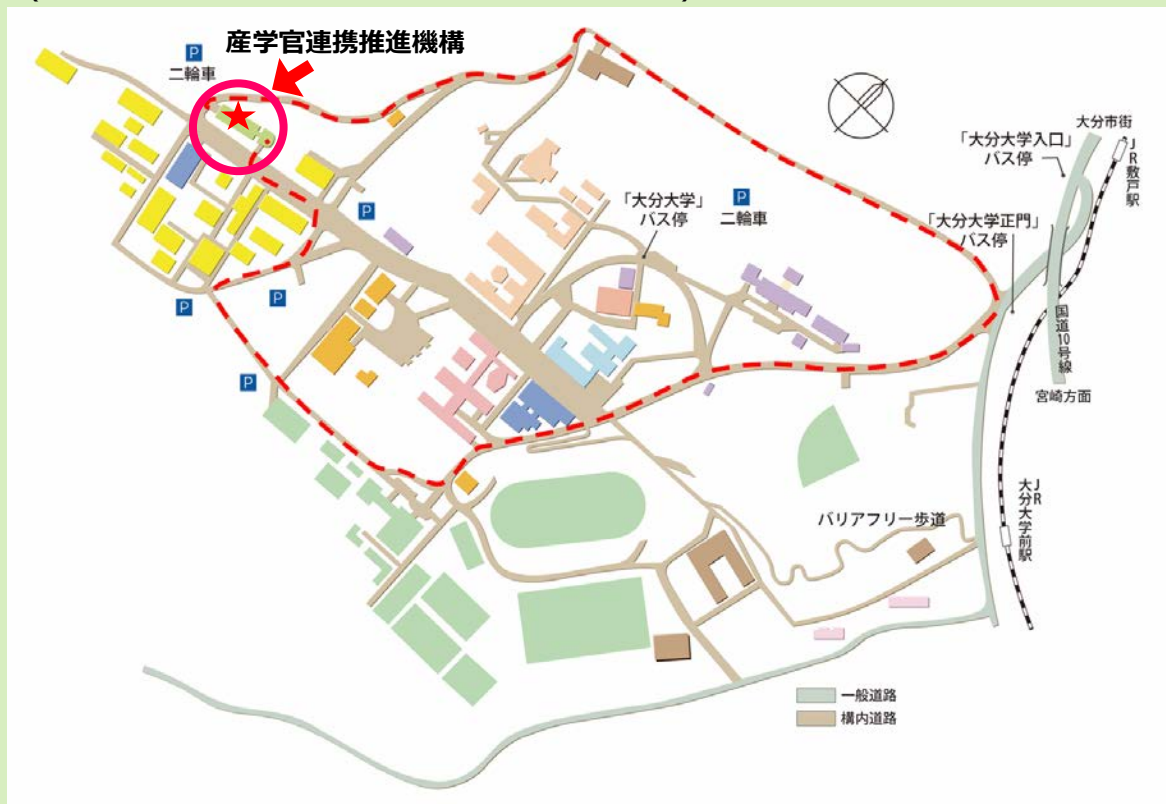 産学官連携推進機構
P
二輪車
大分市街
「大分大学入口」
バス停
JR敷戸駅
「大分大学」
バス停
P
二輪車
P
「大分大学正門」
バス停
P
P
国道10号線
宮崎方面
P
JR
大分大学前駅
バリアフリー歩道
一般道路
構内道路